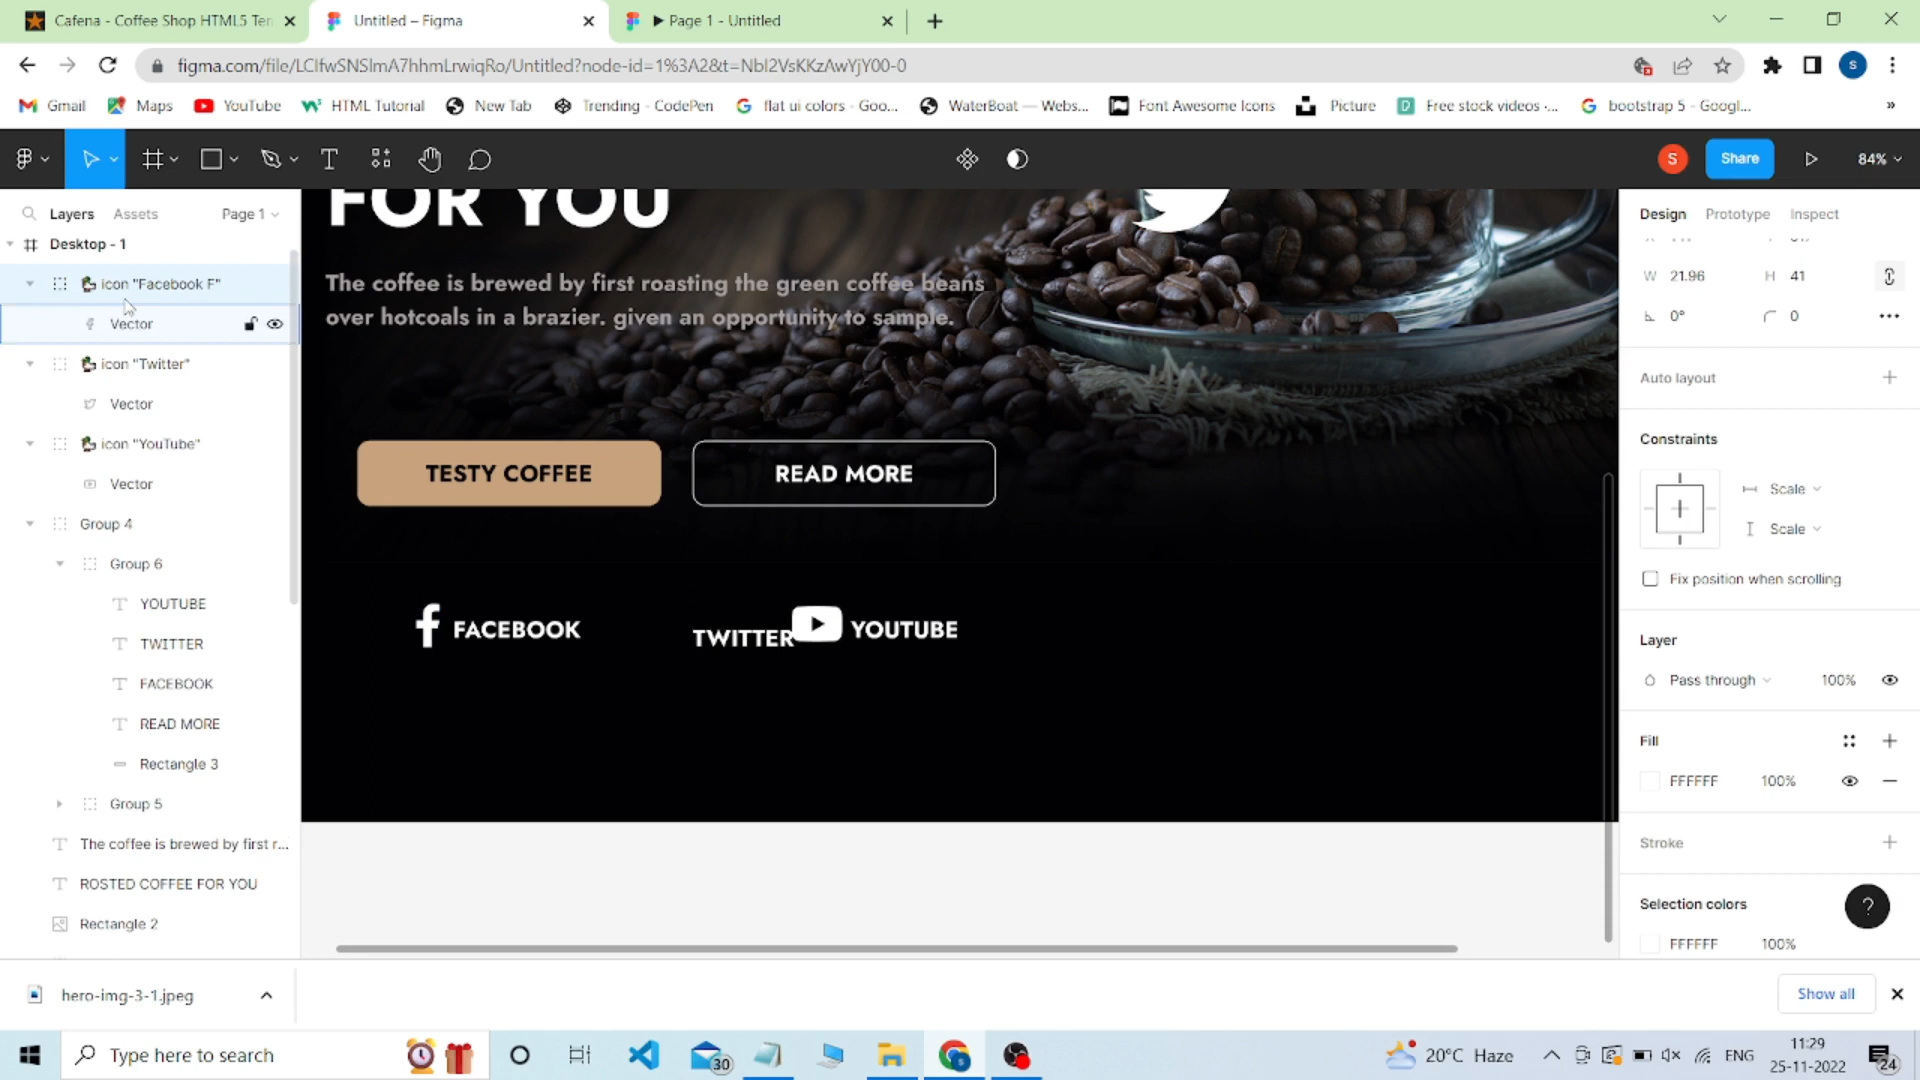 Cafena - Coffee Shop HTML5 Ten
Untitled – Figma
▶ Page 1 - Untitled
figma.com/file/LClfwSNSlmA7hhmLrwiqRo/Untitled?node-id=1%3A2&t=Nbl2VsKKzAwYjY00-0
S
Gmail
Maps
YouTube
HTML Tutorial
New Tab
Trending - CodePen
flat ui colors - Goo...
WaterBoat — Webs...
Font Awesome Icons
Picture
Free stock videos -...
bootstrap 5 - Googl...
»
S
Share
84%
Layers
Assets
Page 1
Desktop - 1
icon "Facebook F"
Vector
icon "Twitter"
Vector
icon "YouTube"
Vector
Group 4
Group 6
YOUTUBE
TWITTER
FACEBOOK
READ MORE
Rectangle 3
Group 5
The coffee is brewed by first r...
ROSTED COFFEE FOR YOU
Rectangle 2
FOR YOU
The coffee is brewed by first roasting the green coffee beans
over hotcoals in a brazier. given an opportunity to sample.
TESTY COFFEE
READ MORE
FACEBOOK
TWITTER
YOUTUBE
Design
Prototype
Inspect
W 21.96
H 41
0°
0
Auto layout
Constraints
Scale
Scale
Fix position when scrolling
Layer
Pass through
100%
Fill
FFFFFF
100%
Stroke
Selection colors
?
FFFFFF
100%
hero-img-3-1.jpeg
Show all
Type here to search
30
20°C Haze
ENG
11:29
25-11-2022
24